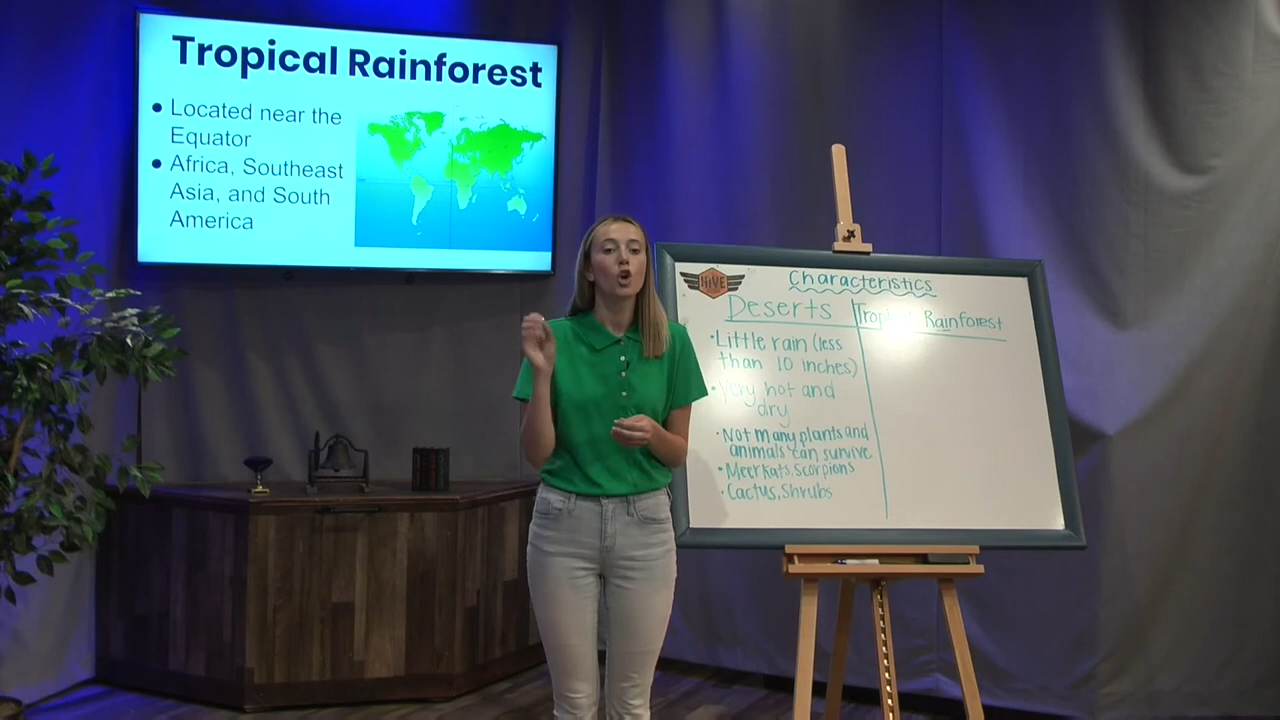 Tropical Rainforest
• Located near the
Equator
• Africa, Southeast
Asia, and South
America
HIVE
Characteristics
Deserts
Tropical Rainforest
• Little rain (less
than 10 inches)
• Very hot and
dry
• Not many plants and
animals can survive
• Meerkats, Scorpions
• Cactus, Shrubs